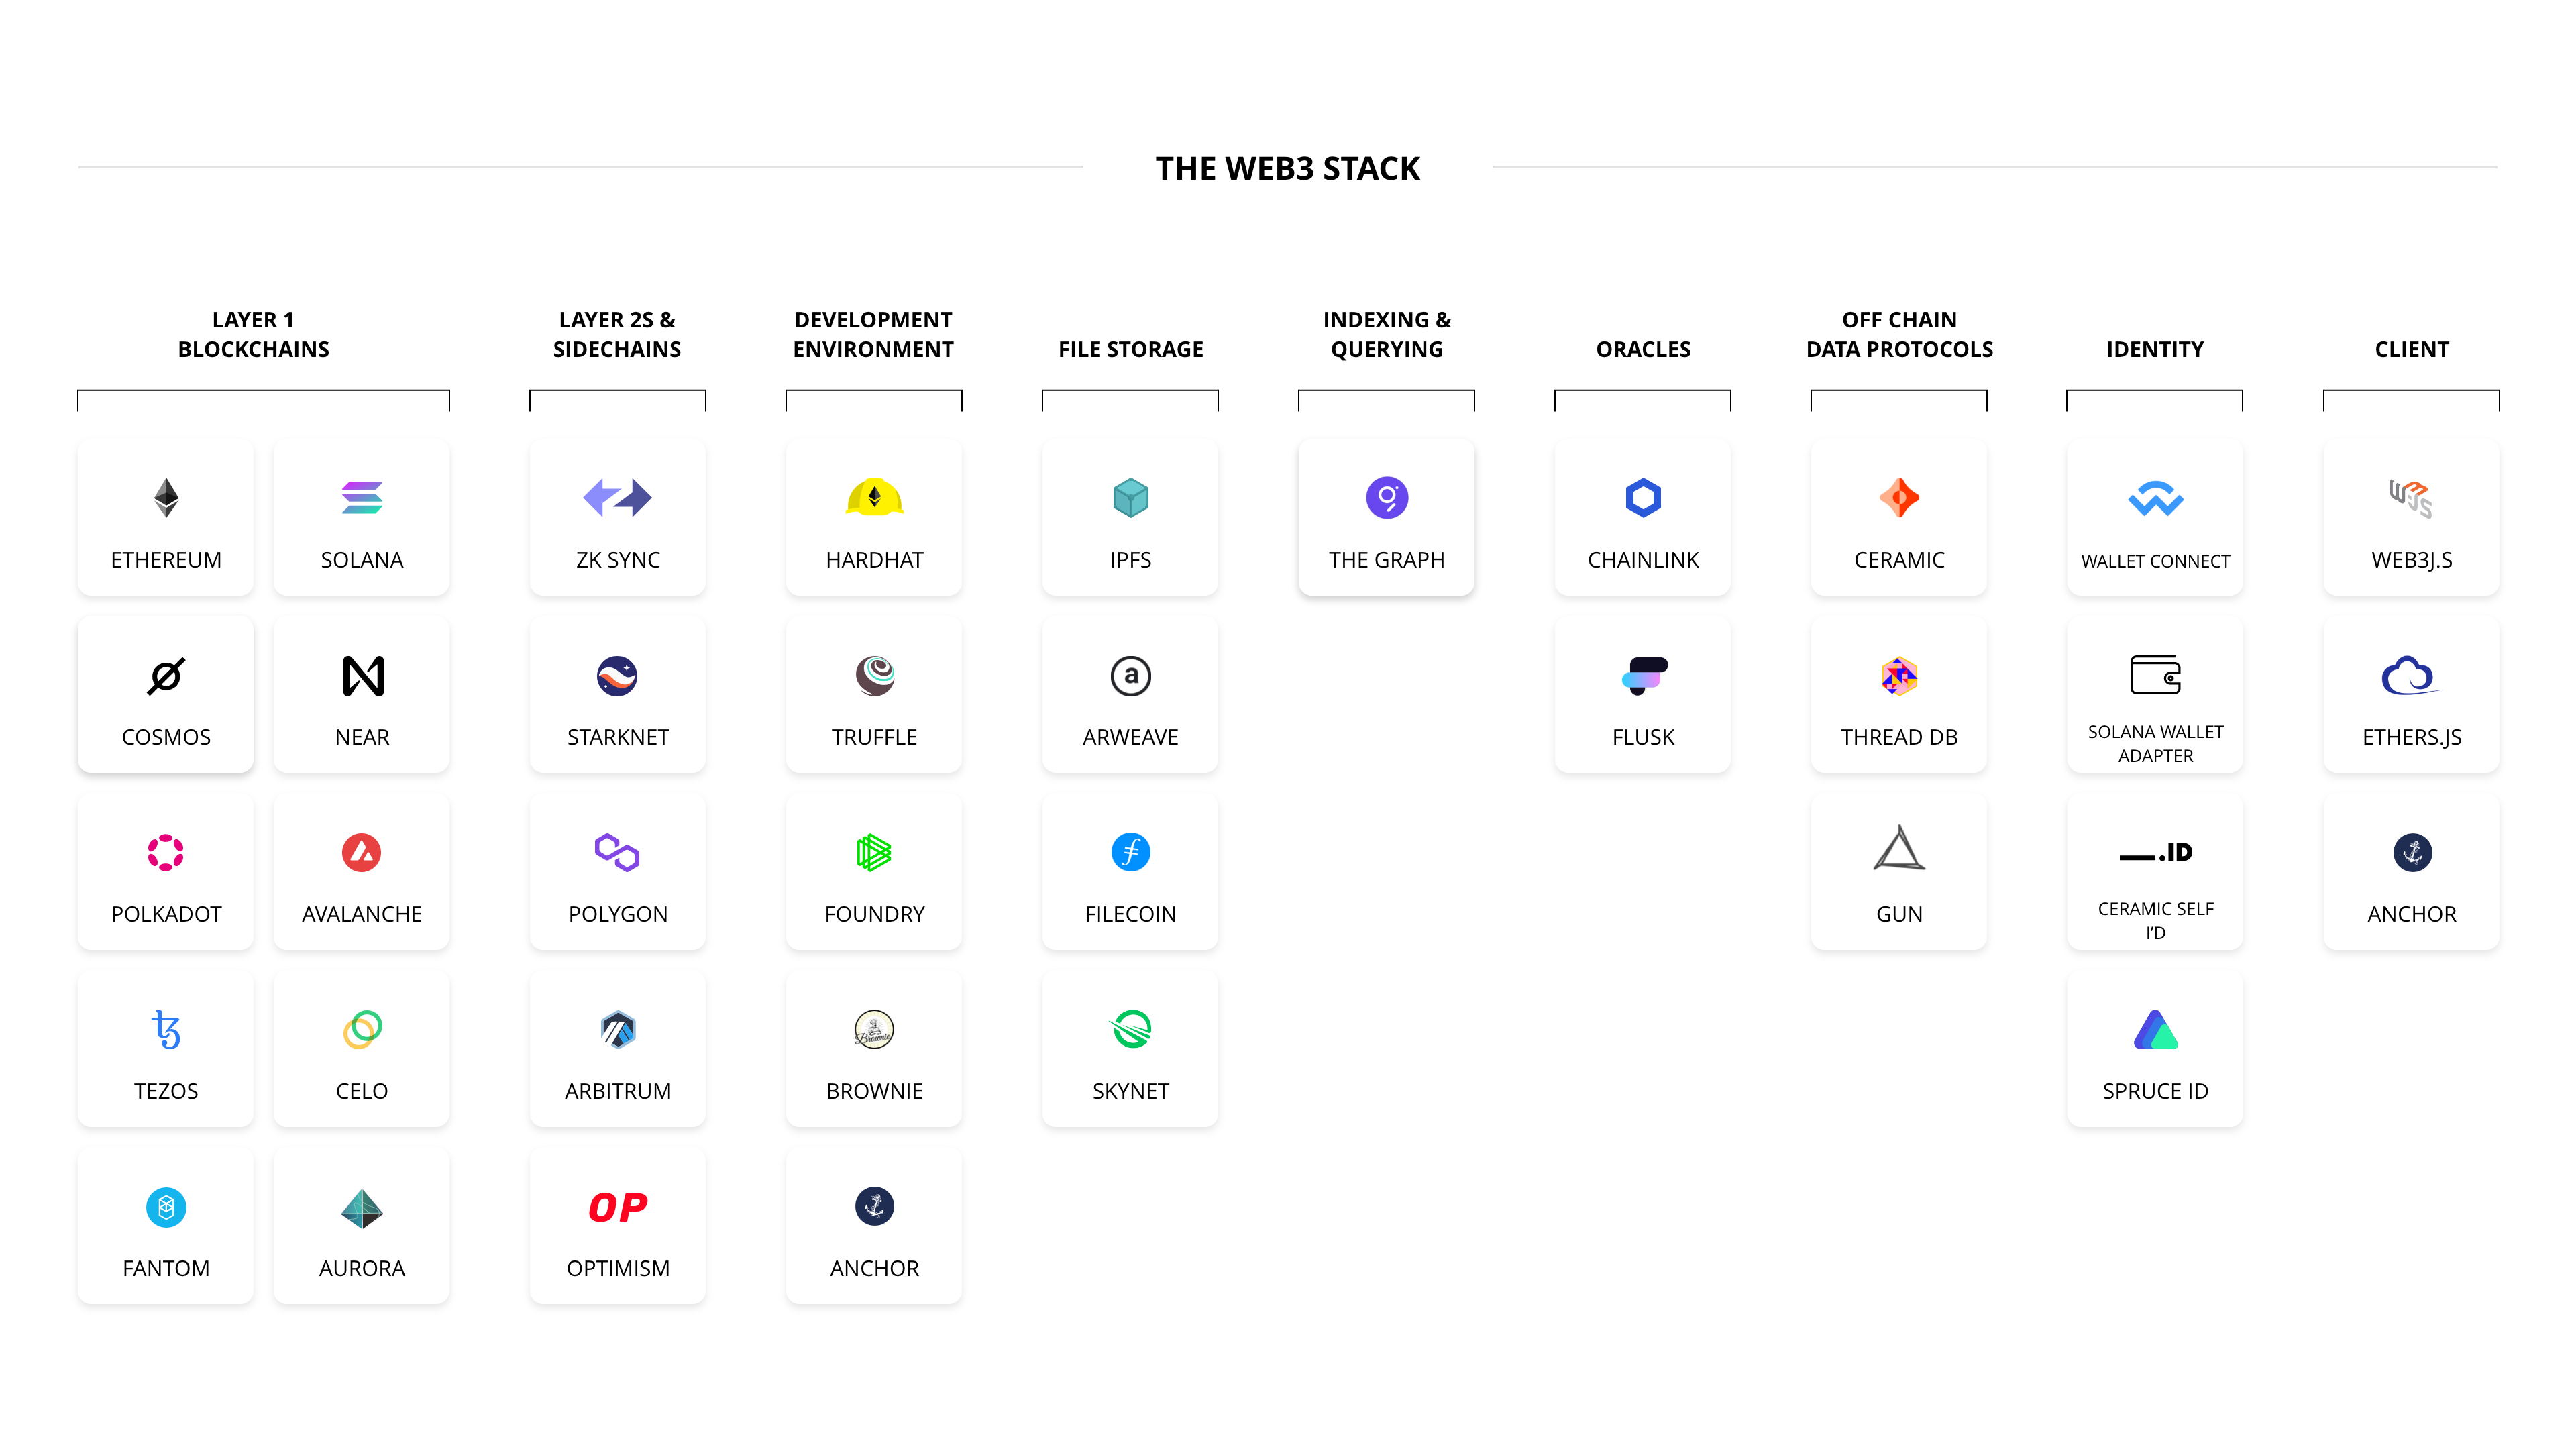 THE WEB3 STACK
LAYER 1
BLOCKCHAINS
LAYER 2S &
SIDECHAINS
DEVELOPMENT
ENVIRONMENT
FILE STORAGE
INDEXING &
QUERYING
ORACLES
OFF CHAIN
DATA PROTOCOLS
IDENTITY
CLIENT
ETHEREUM
SOLANA
ZK SYNC
HARDHAT
IPFS
THE GRAPH
CHAINLINK
CERAMIC
WALLET CONNECT
W3JS
WEB3J.S
COSMOS
NEAR
STARKNET
TRUFFLE
a
ARWEAVE
FLUSK
THREAD DB
SOLANA WALLET
ADAPTER
ETHERS.JS
POLKADOT
AVALANCHE
POLYGON
FOUNDRY
FILECOIN
GUN
.ID
CERAMIC SELF
I'D
ANCHOR
TEZOS
CELO
ARBITRUM
Brownie
BROWNIE
SKYNET
SPRUCE ID
FANTOM
AURORA
OP
OPTIMISM
ANCHOR